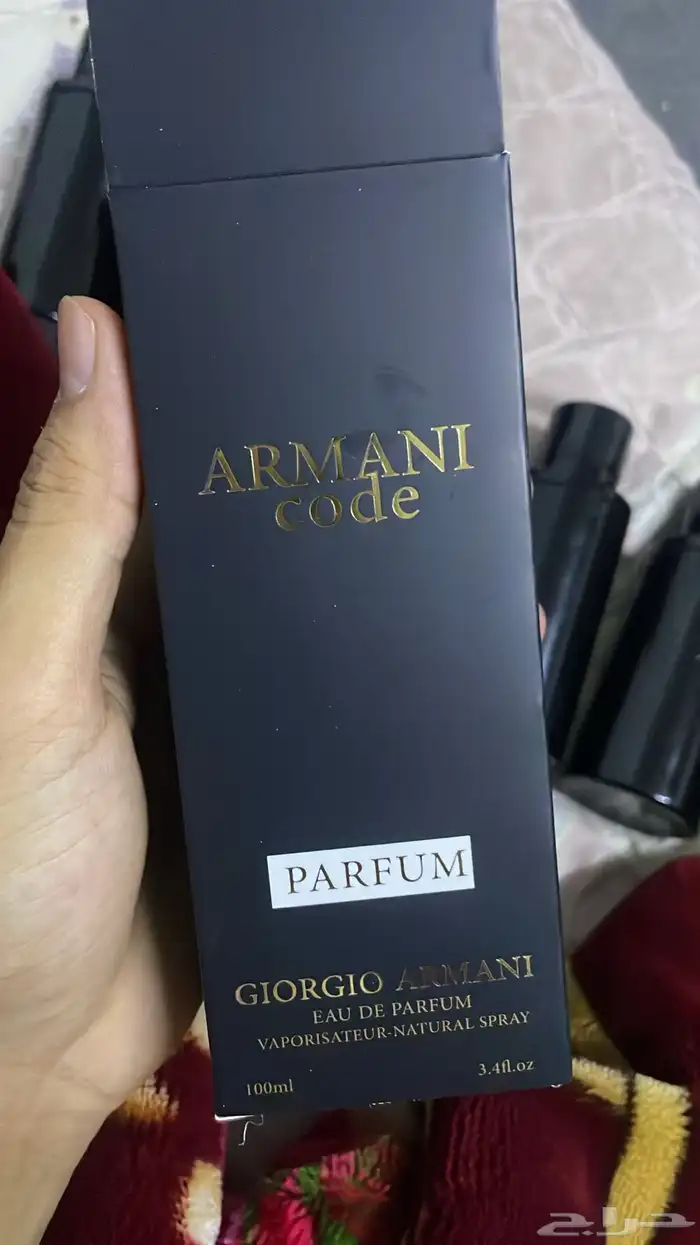 ARMANI
code
PARFUM
GIORGIO ARMANI
EAU DE PARFUM
VAPORISATEUR-NATURAL SPRAY
100ml
3.4fl.oz
حراج